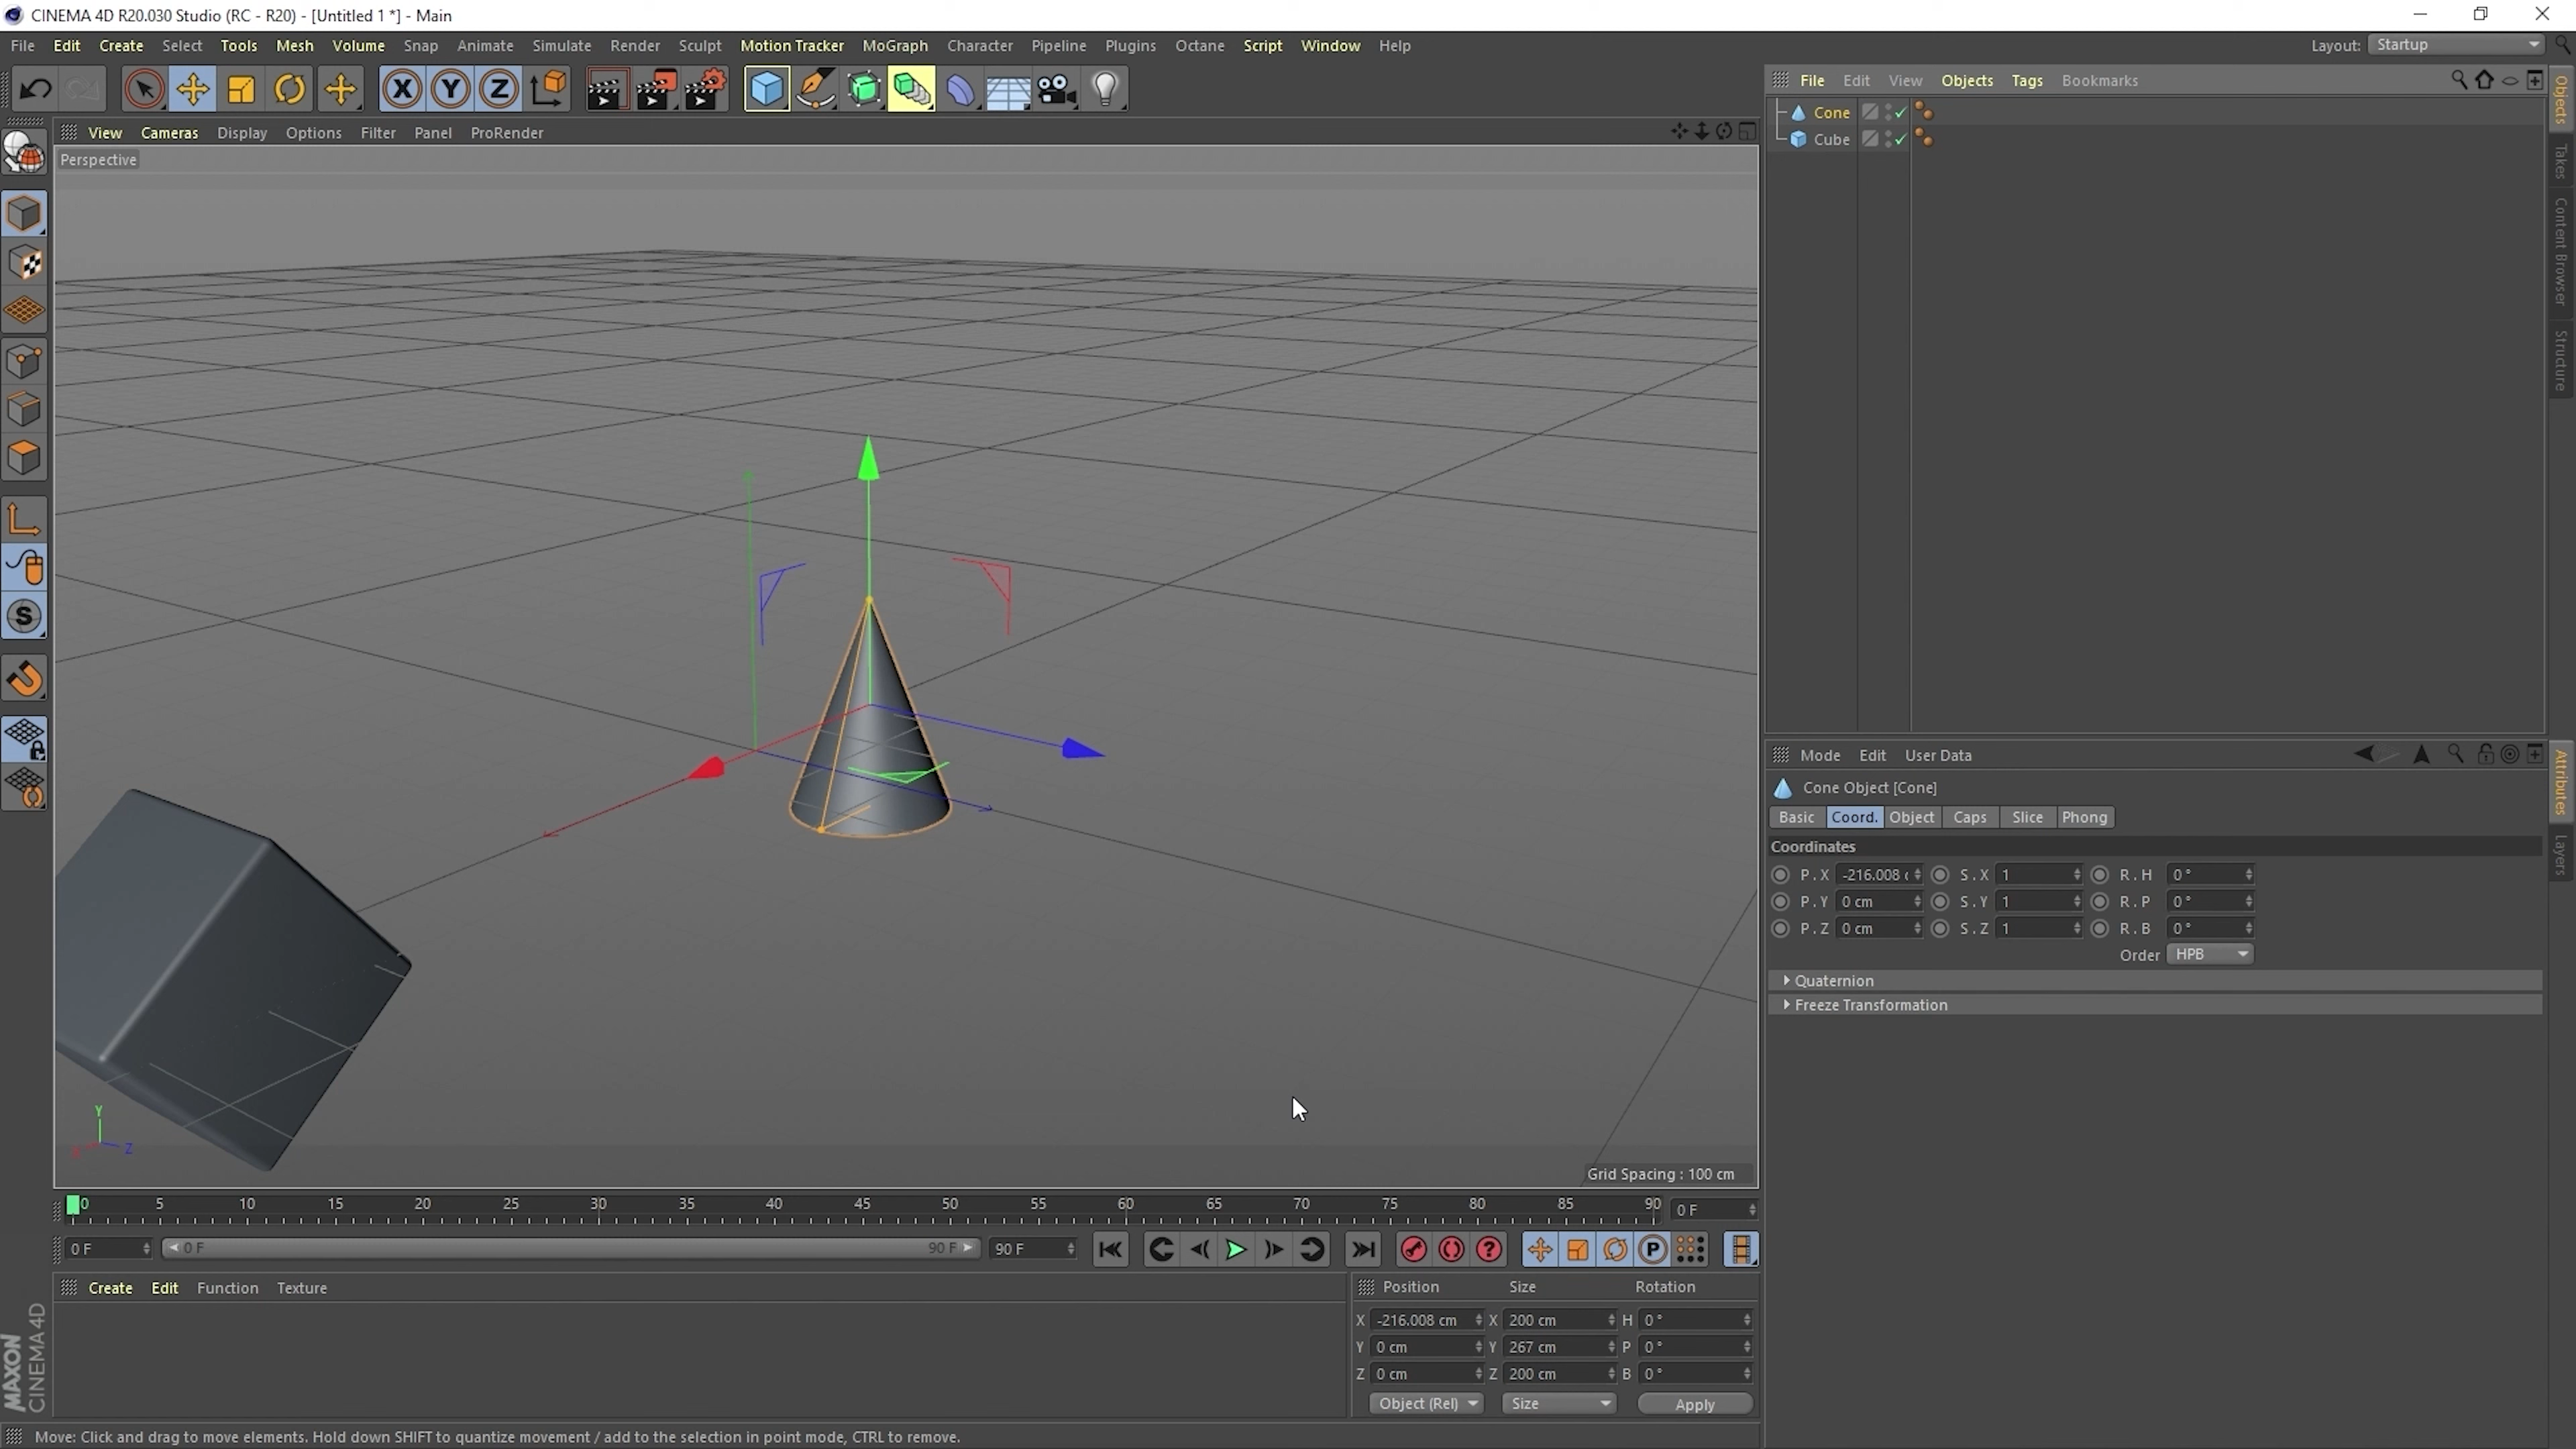 CINEMA 4D R20.030 Studio (RC - R20) - [Untitled 1 *] - Main
File Edit Create Select Tools Mesh Volume Snap Animate Simulate Render Sculpt Motion Tracker MoGraph Character Pipeline Plugins Octane Script Window Help
Layout: Startup
X Y Z
File Edit View Objects Tags Bookmarks
Cone
Cube
Objects
Takes
Content Browser
Structure
View Cameras Display Options Filter Panel ProRender
Perspective
S
Y
X Z
Grid Spacing : 100 cm
0 5 10 15 20 25 30 35 40 45 50 55 60 65 70 75 80 85 90 0 F
0 F 0 F 90 F 90 F
? P
Create Edit Function Texture
Position Size Rotation
X -216.008 cm X 200 cm H 0 °
Y 0 cm Y 267 cm P 0 °
Z 0 cm Z 200 cm B 0 °
Object (Rel) Size Apply
Mode Edit User Data
Cone Object [Cone]
Basic Coord. Object Caps Slice Phong
Coordinates
P . X -216.008 c S . X 1 R . H 0 °
P . Y 0 cm S . Y 1 R . P 0 °
P . Z 0 cm S . Z 1 R . B 0 °
Order HPB
Quaternion
Freeze Transformation
Attributes
Layers
MAXON
CINEMA 4D
Move: Click and drag to move elements. Hold down SHIFT to quantize movement / add to the selection in point mode, CTRL to remove.